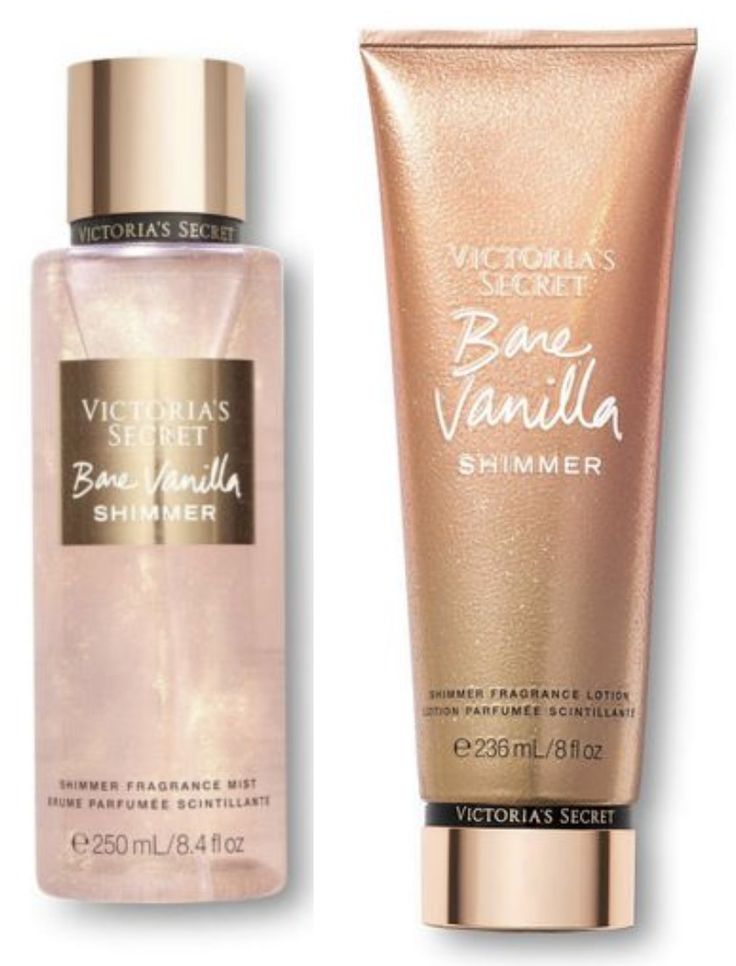 VICTORIA'S SECRET
VICTORIA'S
SECRET
Bare Vanilla
SHIMMER
SHIMMER FRAGRANCE MIST
BRUME PARFUMÉE SCINTILLANTE
℮ 250 mL/8.4 fl oz
VICTORIA'S
SECRET
Bare
Vanilla
SHIMMER
SHIMMER FRAGRANCE LOTION
LOTION PARFUMÉE SCINTILLANTE
℮ 236 mL/8 fl oz
VICTORIA'S SECRET